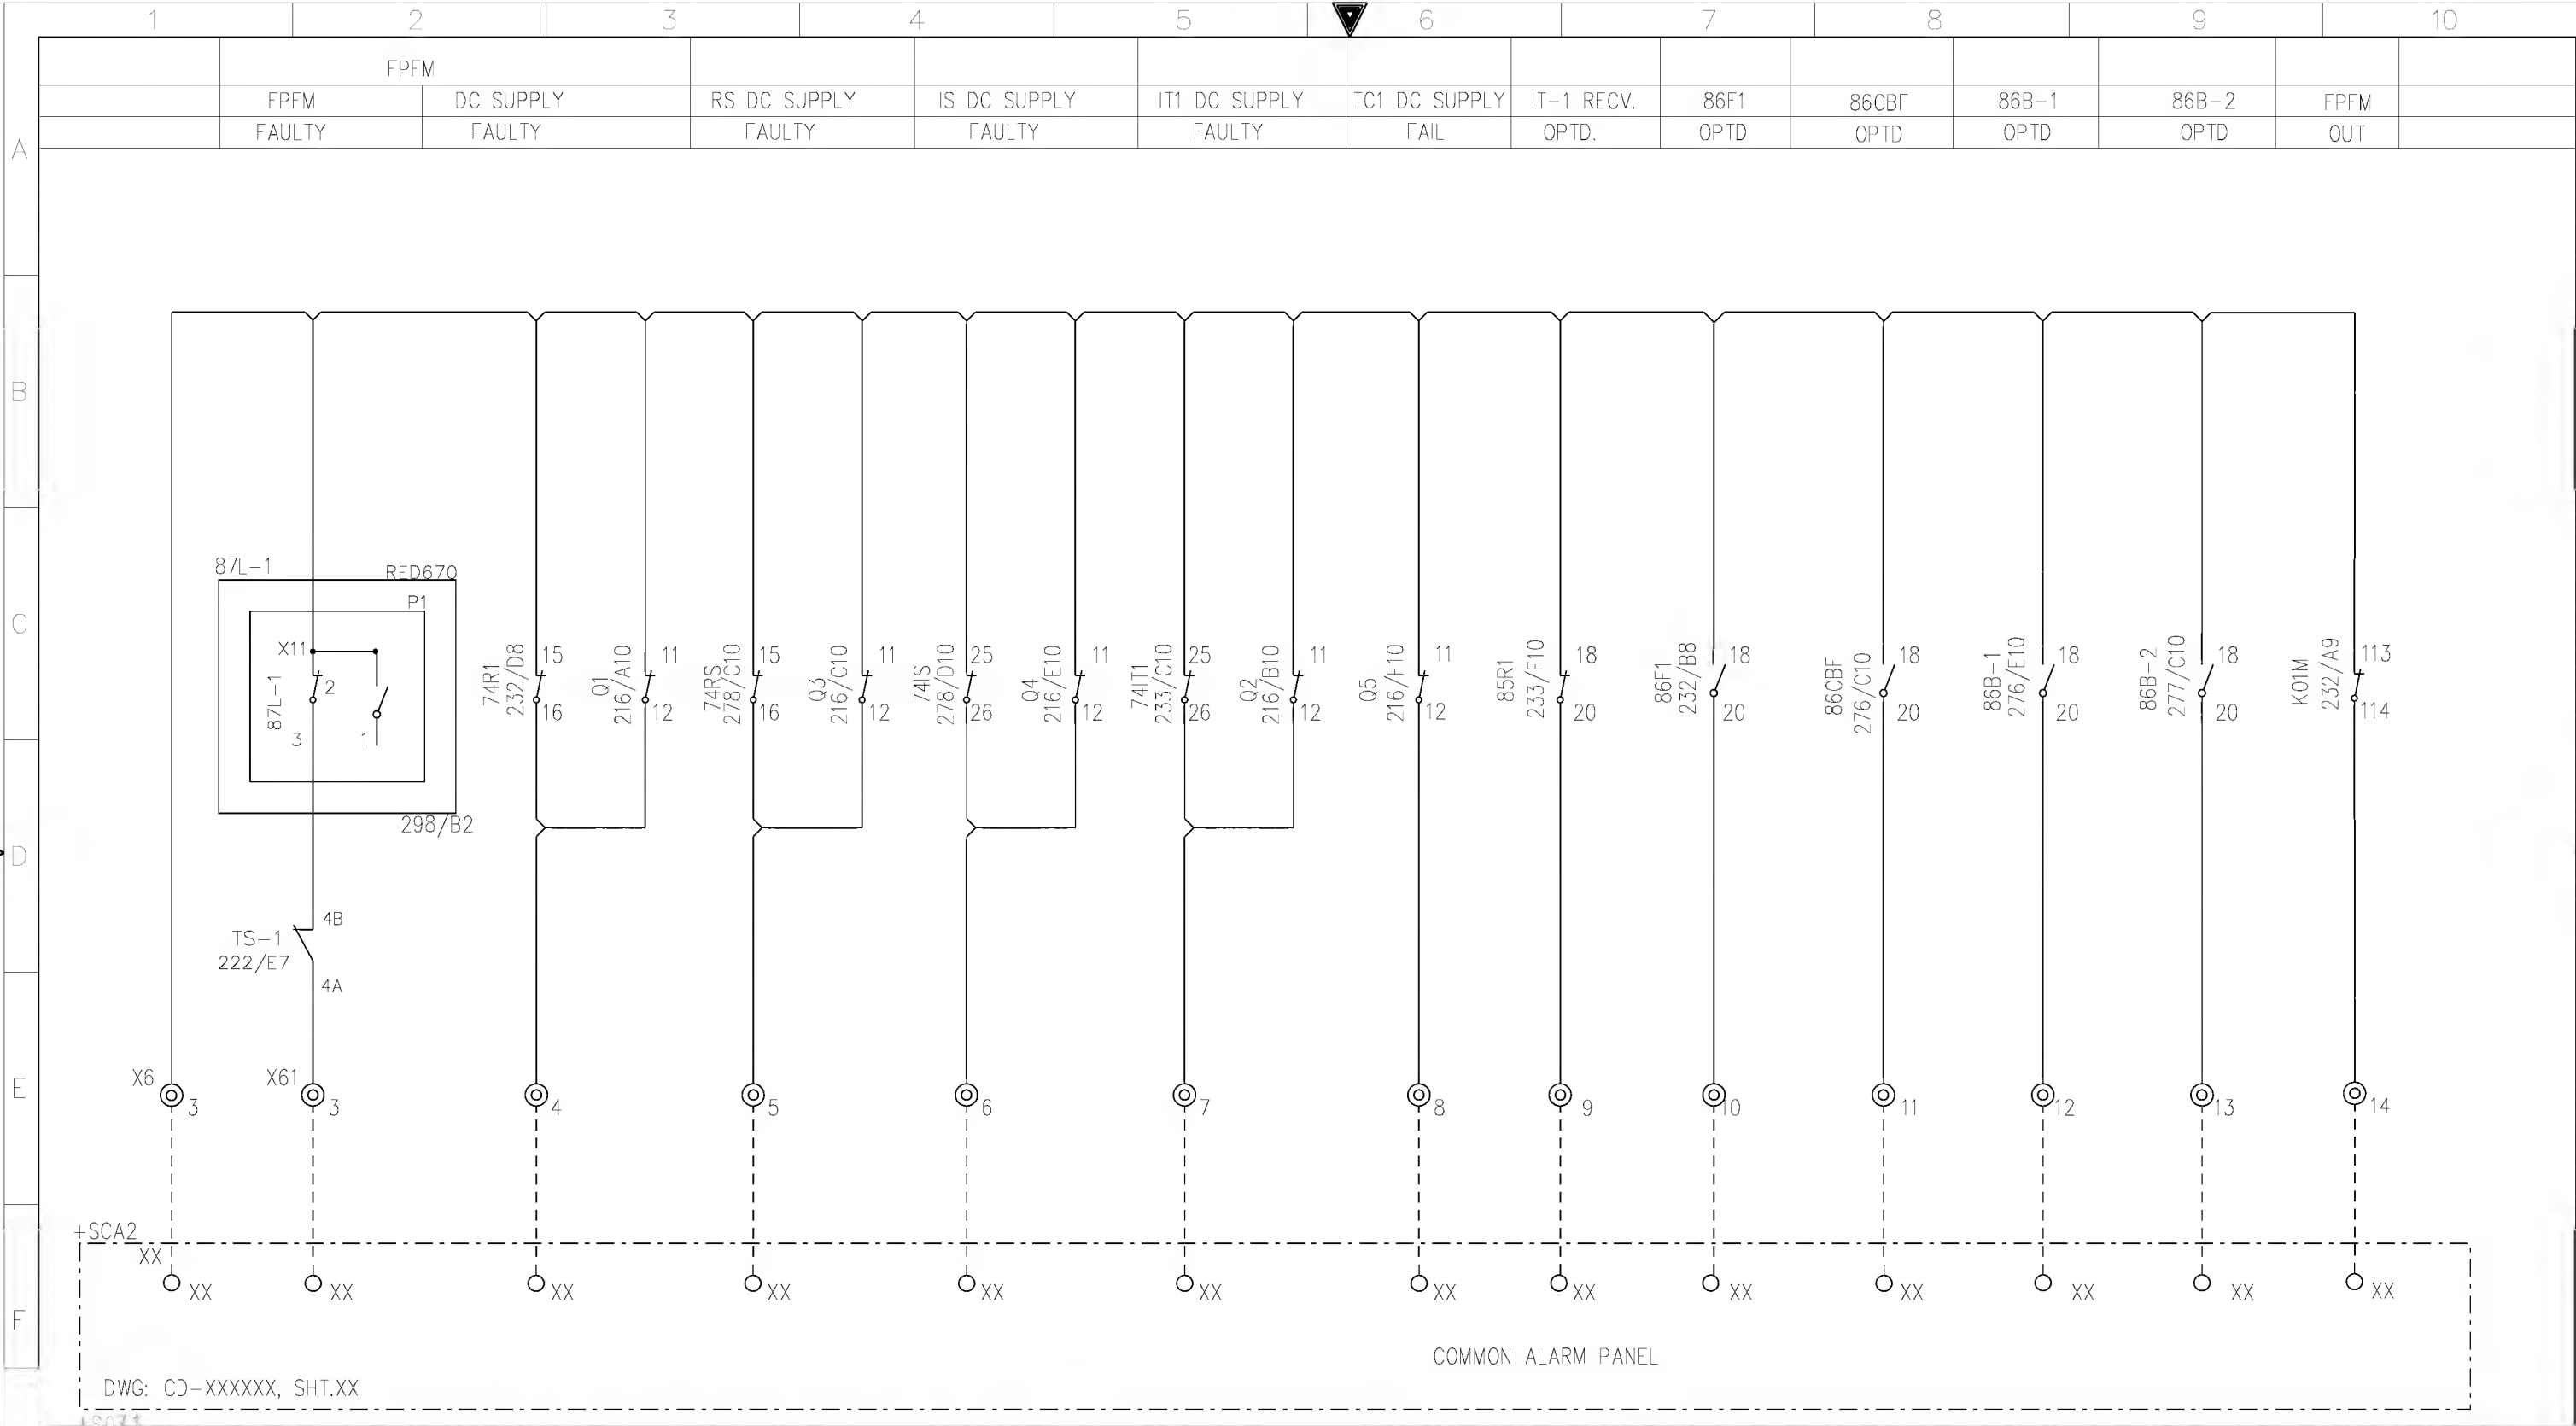 1 2 3 4 5 6 7 8 9 10
FPFM
FPFM DC SUPPLY RS DC SUPPLY IS DC SUPPLY IT1 DC SUPPLY TC1 DC SUPPLY IT-1 RECV. 86F1 86CBF 86B-1 86B-2 FPFM
FAULTY FAULTY FAULTY FAULTY FAULTY FAIL OPTD. OPTD OPTD OPTD OPTD OUT
A
B
C
D
E
F
87L-1
RED670
P1
X11
87L-1
2
3
1
298/B2
74R1
232/D8
15
16
Q1
216/A10
11
12
74RS
278/C10
15
16
Q3
216/C10
11
12
74IS
278/D10
25
26
Q4
216/E10
11
12
74IT1
233/C10
25
26
Q2
216/B10
11
12
Q5
216/F10
11
12
85R1
233/F10
18
20
86F1
232/B8
18
20
86CBF
276/C10
18
20
86B-1
276/E10
18
20
86B-2
277/C10
18
20
K01M
232/A9
113
114
4B
TS-1
222/E7
4A
X6 X61
3 3 4 5 6 7 8 9 10 11 12 13 14
+SCA2
XX
XX XX XX XX XX XX XX XX XX XX XX XX XX
COMMON ALARM PANEL
DWG: CD-XXXXXX, SHT.XX